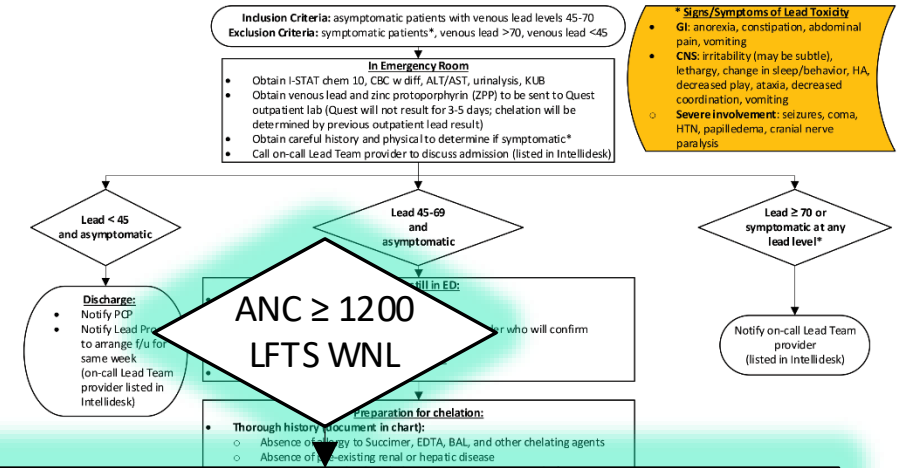 Inclusion Criteria: asymptomatic patients with venous lead levels 45-70
Exclusion Criteria: symptomatic patients*, venous lead >70, venous lead <45
* Signs/Symptoms of Lead Toxicity
• GI: anorexia, constipation, abdominal
pain, vomiting
• CNS: irritability (may be subtle),
lethargy, change in sleep/behavior, HA,
decreased play, ataxia, decreased
coordination, vomiting
o Severe involvement: seizures, coma,
HTN, papilledema, cranial nerve
paralysis
In Emergency Room
• Obtain I-STAT chem 10, CBC w diff, ALT/AST, urinalysis, KUB
• Obtain venous lead and zinc protoporphyrin (ZPP) to be sent to Quest
outpatient lab (Quest will not result for 3-5 days; chelation will be
determined by previous outpatient lead result)
• Obtain careful history and physical to determine if symptomatic*
• Call on-call Lead Team provider to discuss admission (listed in Intellidesk)
Lead < 45
and asymptomatic
Lead 45-69
and
asymptomatic
Lead ≥ 70 or
symptomatic at any
lead level*
Discharge:
• Notify PCP
• Notify Lead
to arrange f/u for
same week
(on-call Lead Team
provider listed in
Intellidesk)
still in ED:
who will confirm
ANC ≥ 1200
LFTS WNL
Notify on-call Lead Team
provider
(listed in Intellidesk)
Preparation for chelation:
• Thorough history (document in chart):
o Absence of allergy to Succimer, EDTA, BAL, and other chelating agents
o Absence of pre-existing renal or hepatic disease